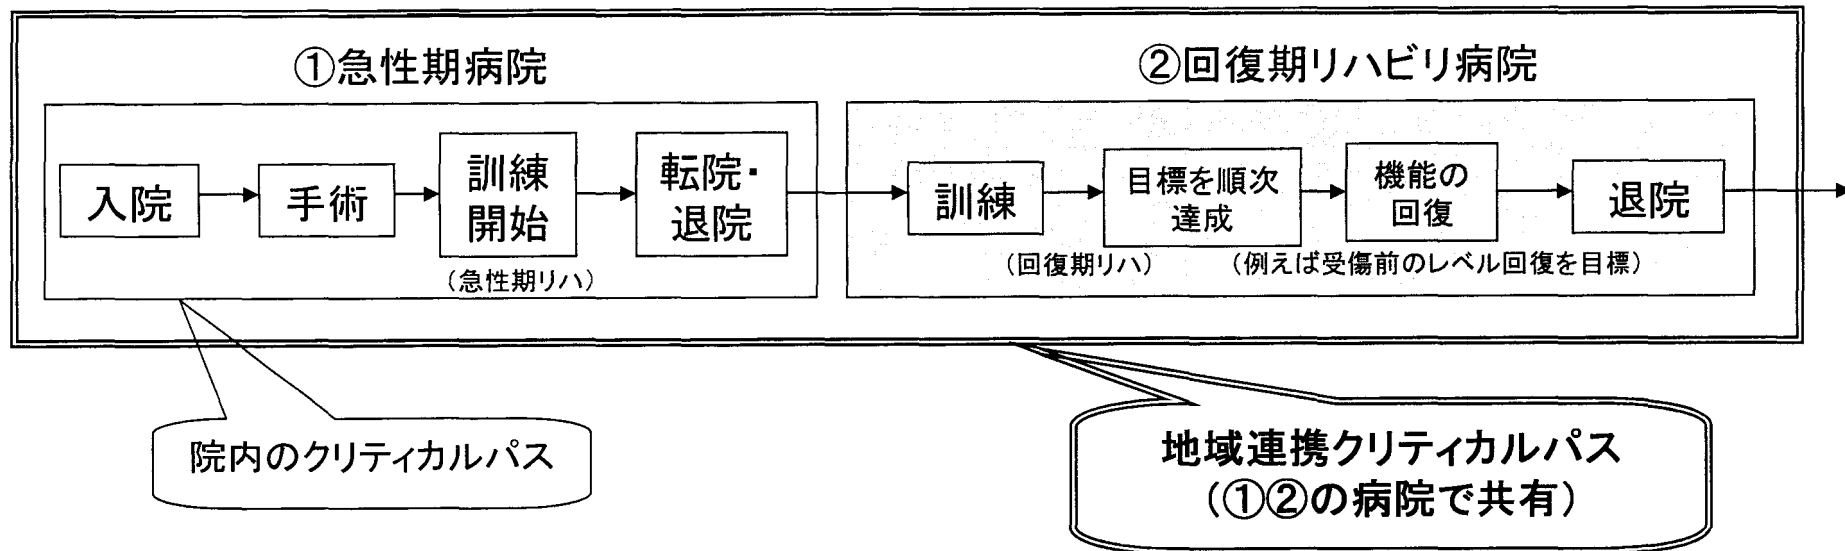 ①急性期病院
入院
手術
訓練
開始
(急性期リハ)
転院・
退院
②回復期リハビリ病院
訓練
(回復期リハ)
目標を順次
達成
機能の
回復
(例えば受傷前のレベル回復を目標)
退院
院内のクリティカルパス
地域連携クリティカルパス
(①②の病院で共有)